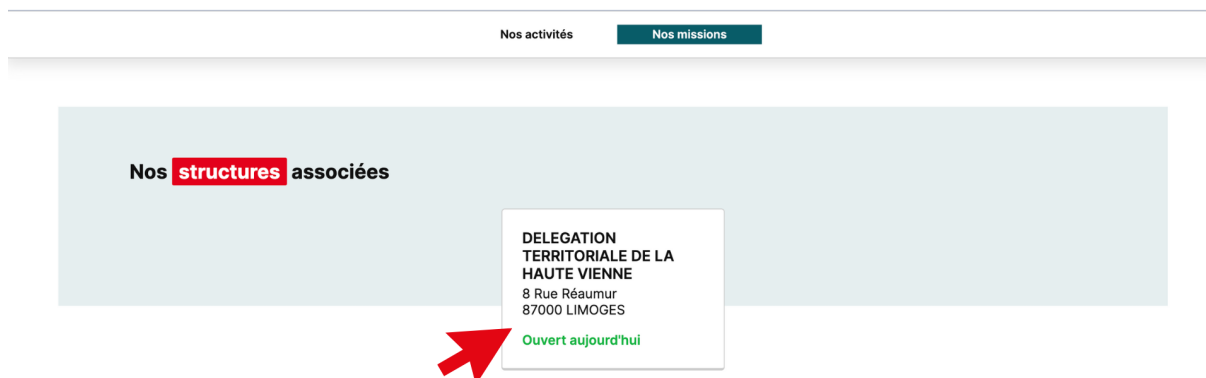 Nos activités Nos missions
Nos structures associées
DELEGATION
TERRITORIALE DE LA
HAUTE VIENNE
8 Rue Réaumur
87000 LIMOGES
Ouvert aujourd'hui